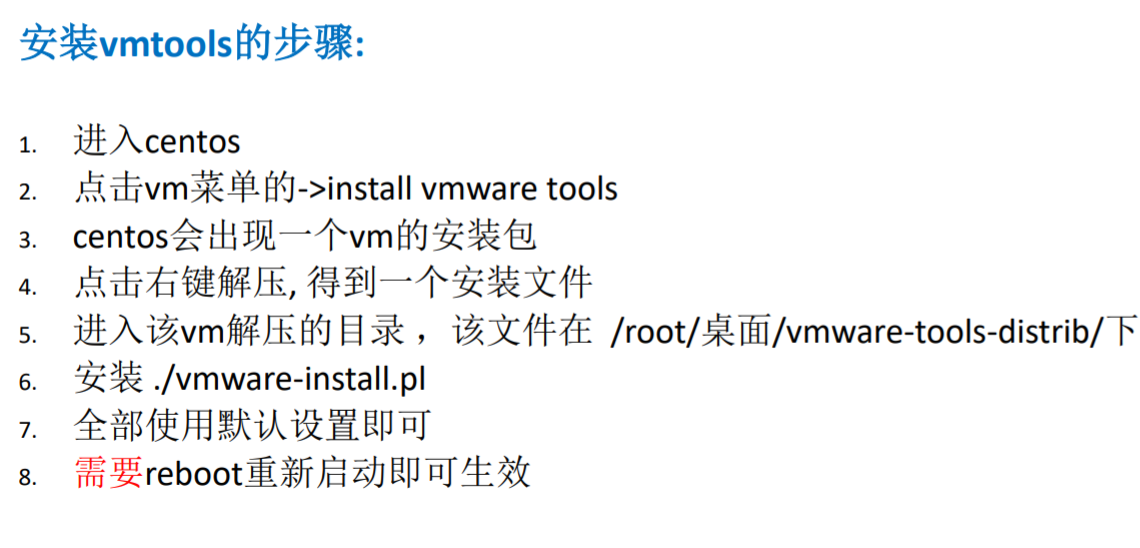 安装vmtools的步骤:
1. 进入centos
2. 点击vm菜单的->install vmware tools
3. centos会出现一个vm的安装包
4. 点击右键解压, 得到一个安装文件
5. 进入该vm解压的目录 ，该文件在 /root/桌面/vmware-tools-distrib/下
6. 安装 ./vmware-install.pl
7. 全部使用默认设置即可
8. 需要reboot重新启动即可生效